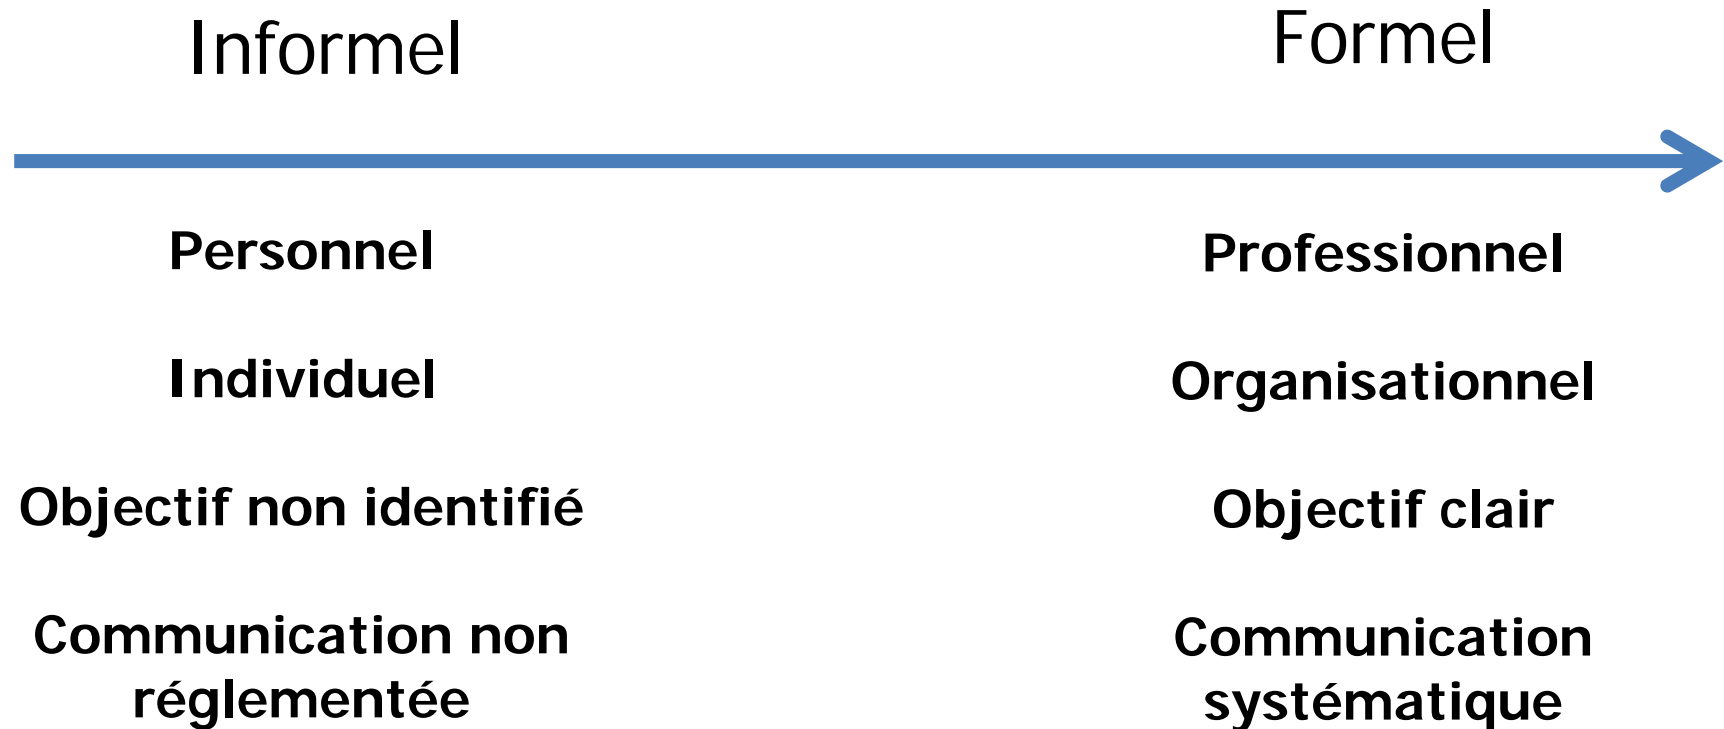 Informel
Formel
Personnel
Professionnel
Individuel
Organisationnel
Objectif non identifié
Objectif clair
Communication non
réglementée
Communication
systématique